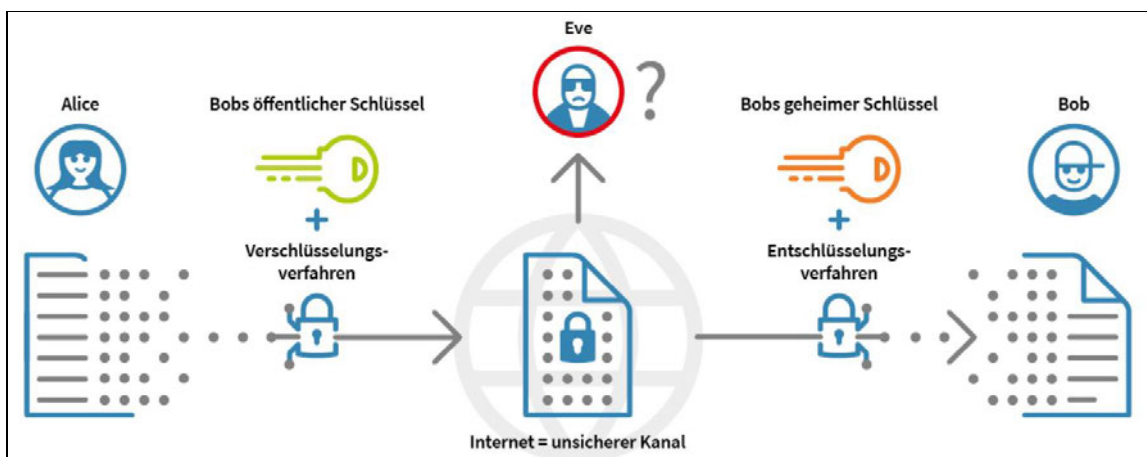 Eve
?
Alice
Bobs öffentlicher Schlüssel
Bobs geheimer Schlüssel
Bob
+
Verschlüsselungs-
verfahren
+
Entschlüsselungs-
verfahren
Internet = unsicherer Kanal